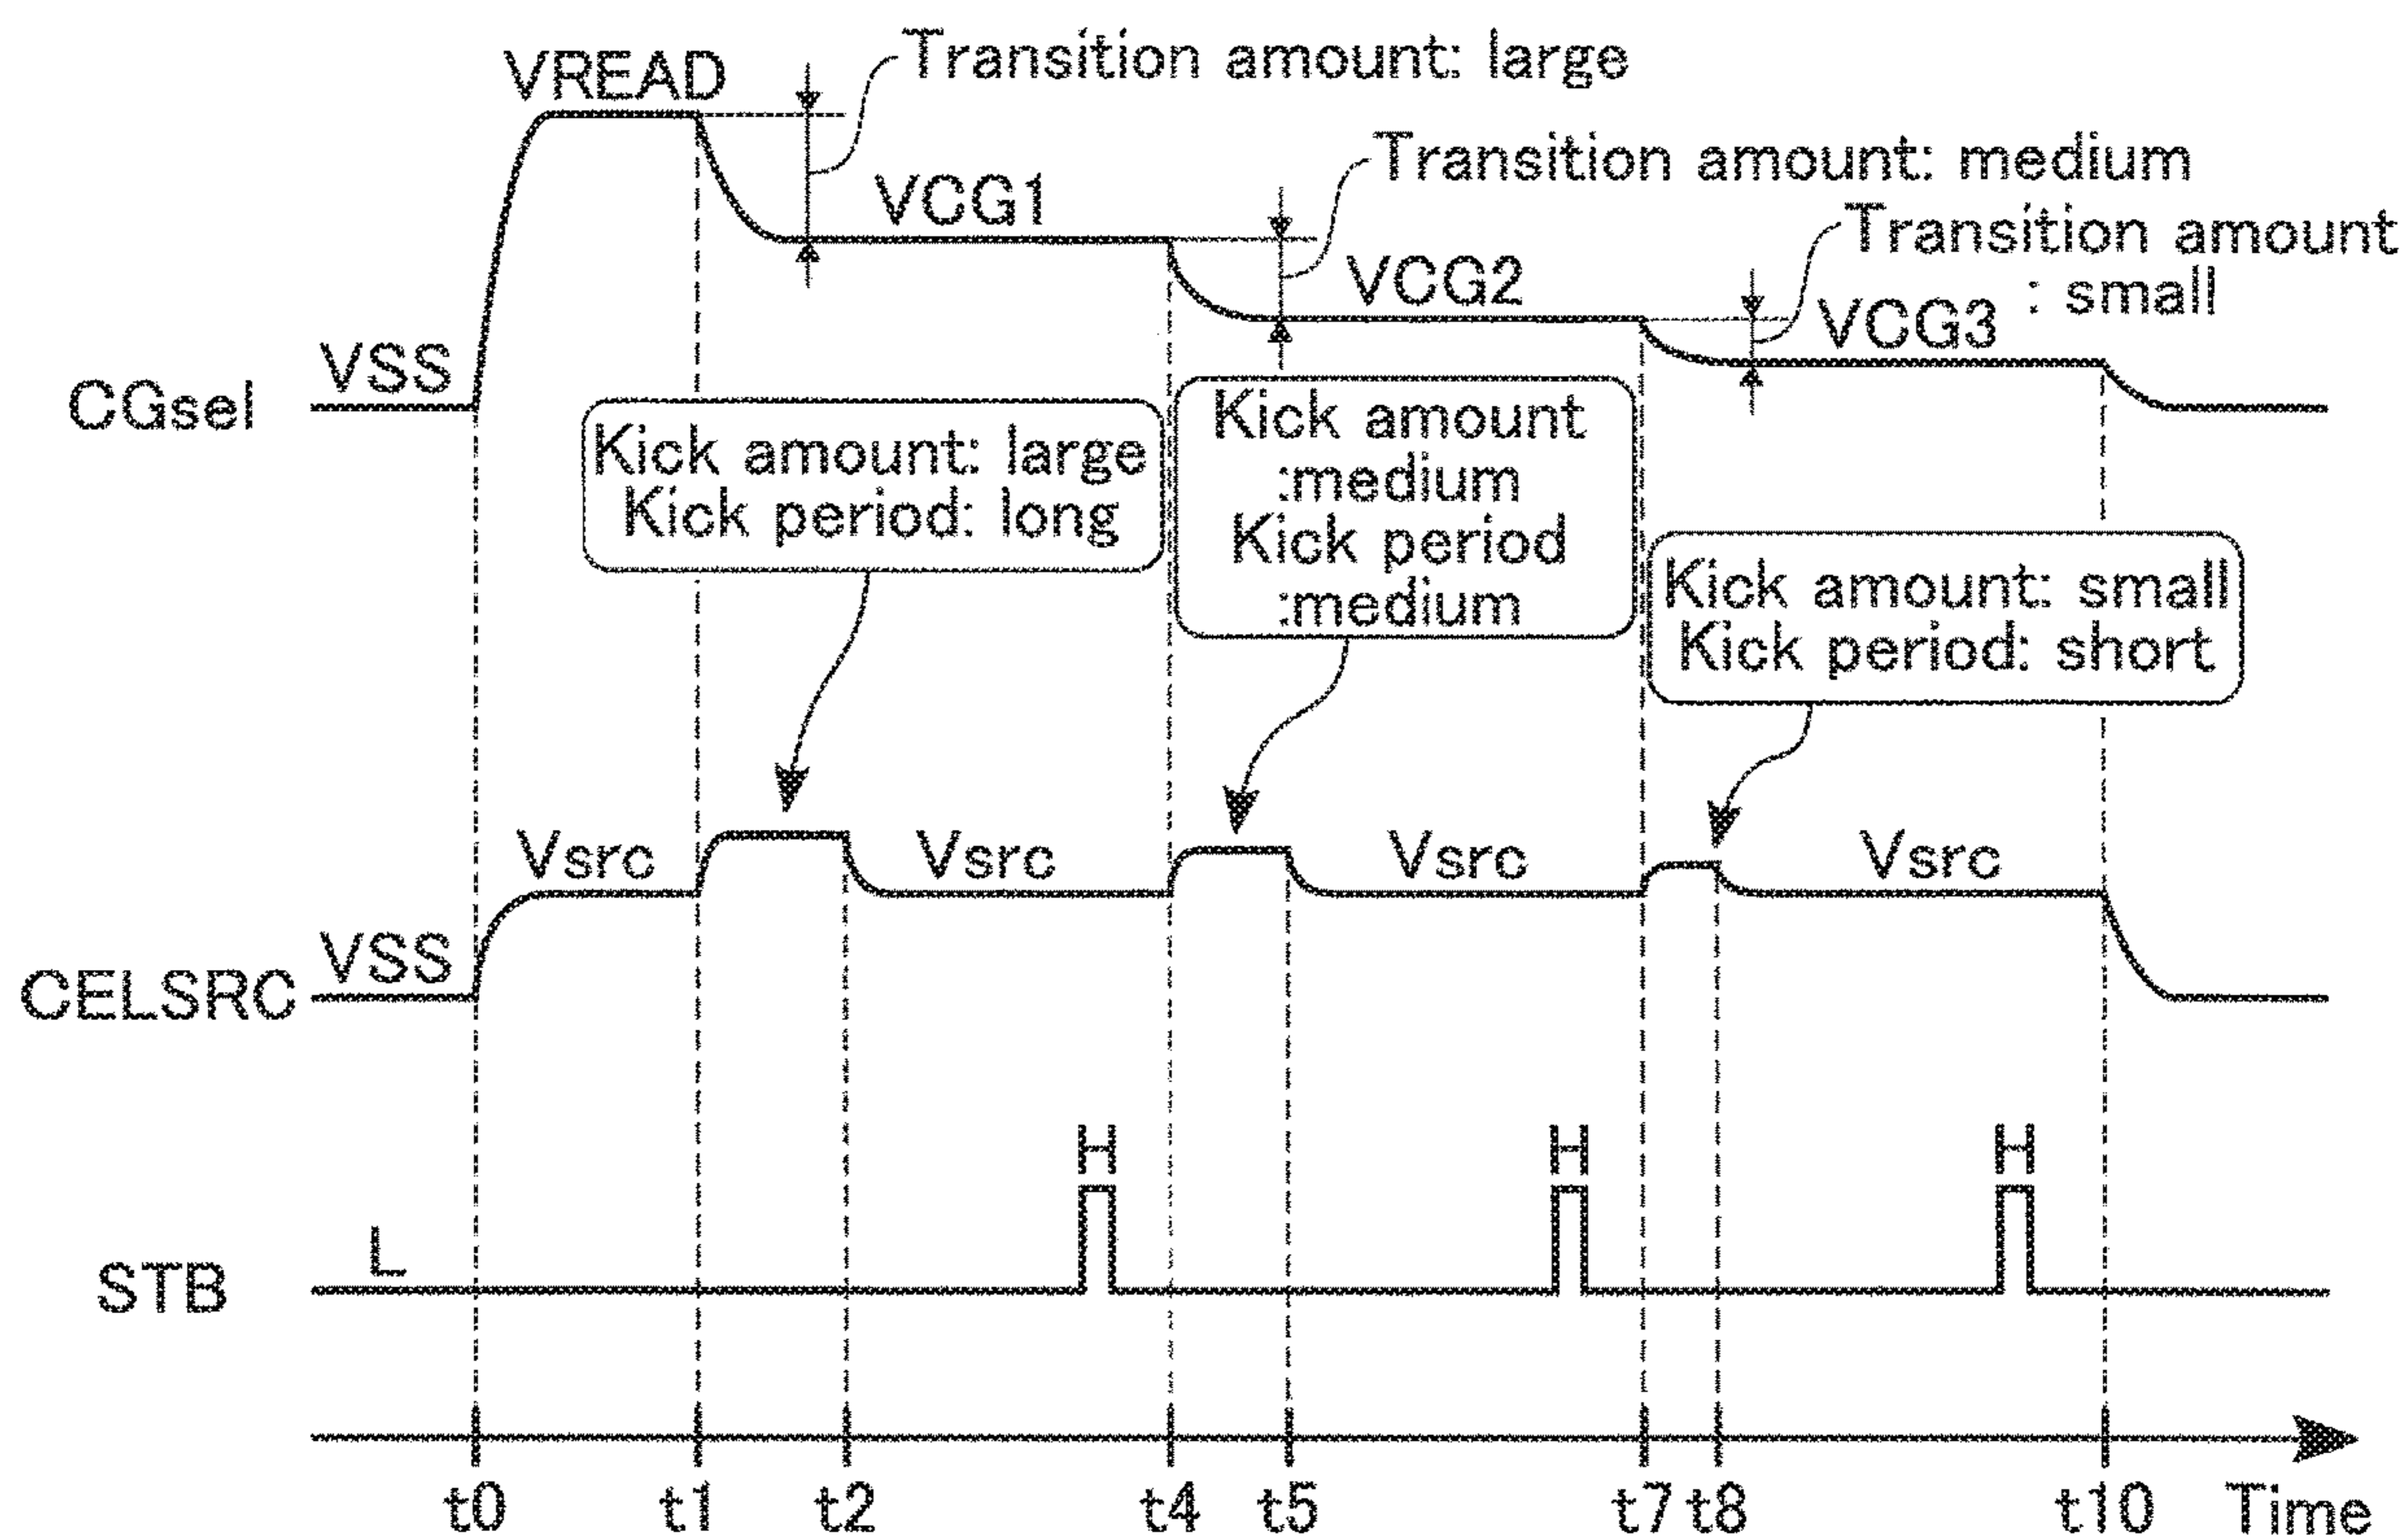 VREAD
Transition amount: large
VCG1
Transition amount: medium
VCG2
Transition amount
: small
VCG3
CGsel
VSS
Kick amount: large
Kick period: long
Kick amount
:medium
Kick period
:medium
Kick amount: small
Kick period: short
CELSRC
VSS
Vsrc
Vsrc
Vsrc
Vsrc
STB
L
H
H
H
t0 t1 t2 t4 t5 t7 t8 t10 Time